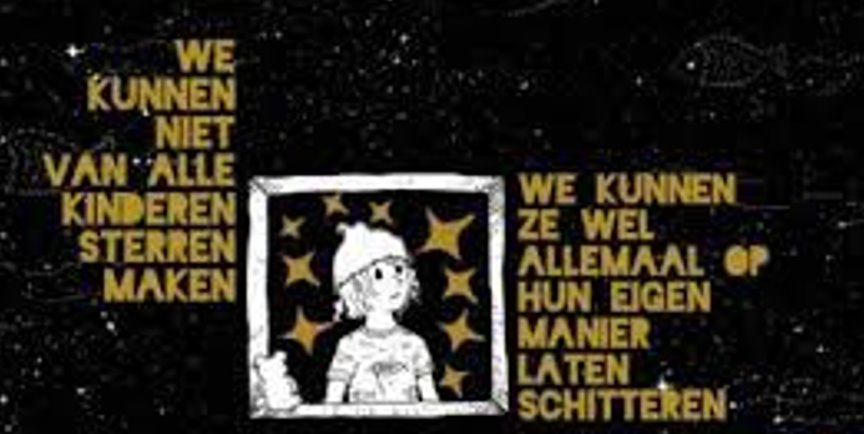 WE
KUNNEN
NIET
VAN ALLE
KINDEREN
STERREN
MAKEN
WE KUNNEN
ZE WEL
ALLEMAAL OP
HUN EIGEN
MANIER
LATEN
SCHITTEREN